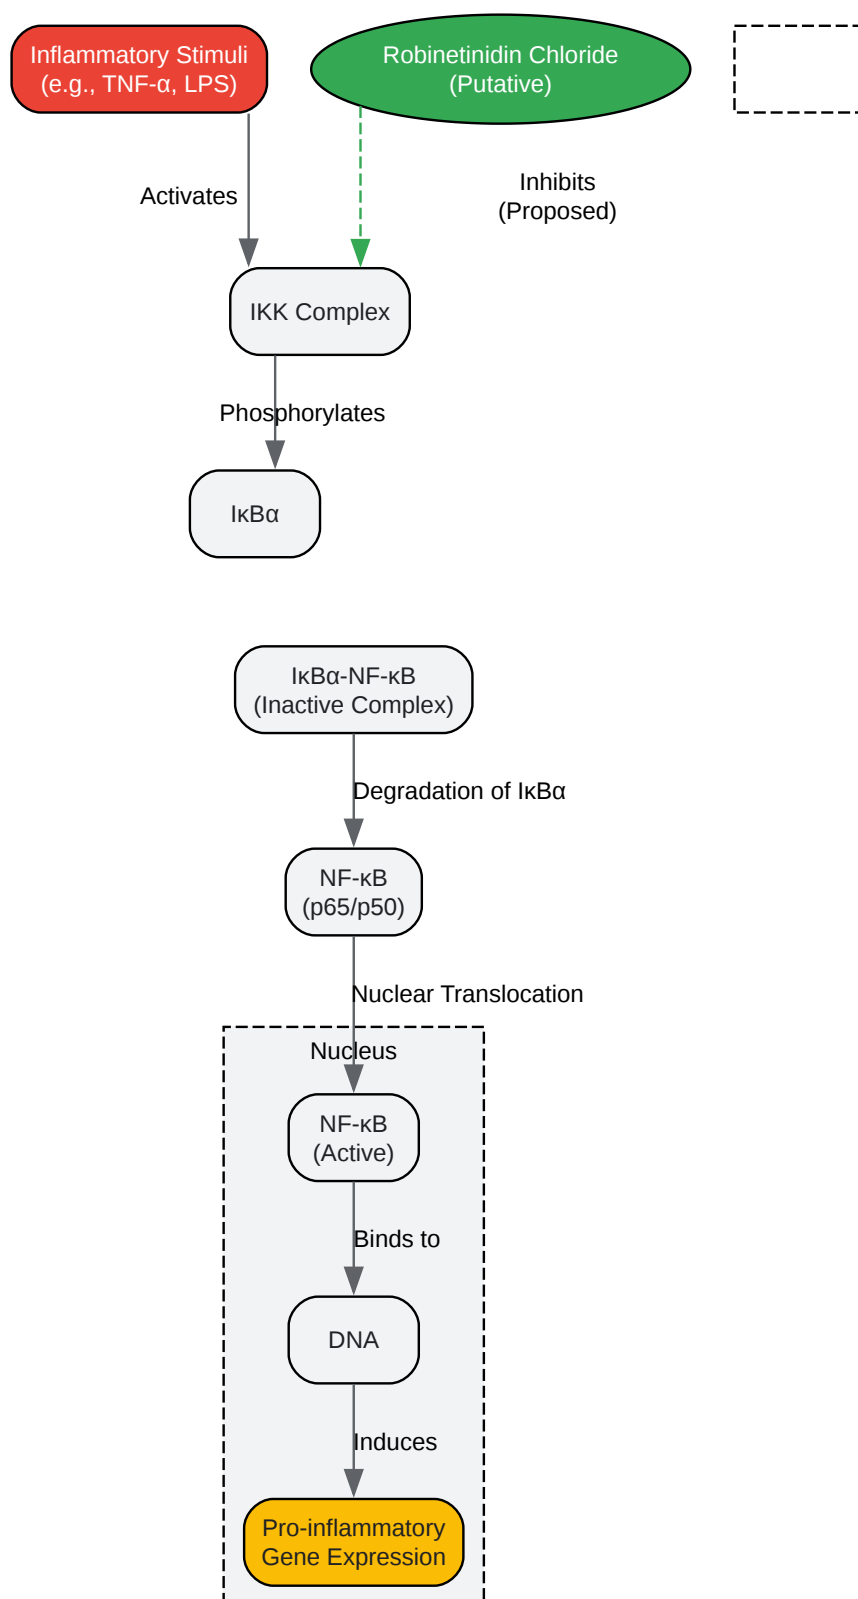 Inflammatory Stimuli
(e.g., TNF-α, LPS)
Robinetinidin Chloride
(Putative)
Activates
Inhibits
(Proposed)
IKK Complex
Phosphorylates
IκBα
IκBα-NF-κB
(Inactive Complex)
Degradation of IκBα
NF-κB
(p65/p50)
Nuclear Translocation
Nucleus
NF-κB
(Active)
Binds to
DNA
Induces
Pro-inflammatory
Gene Expression